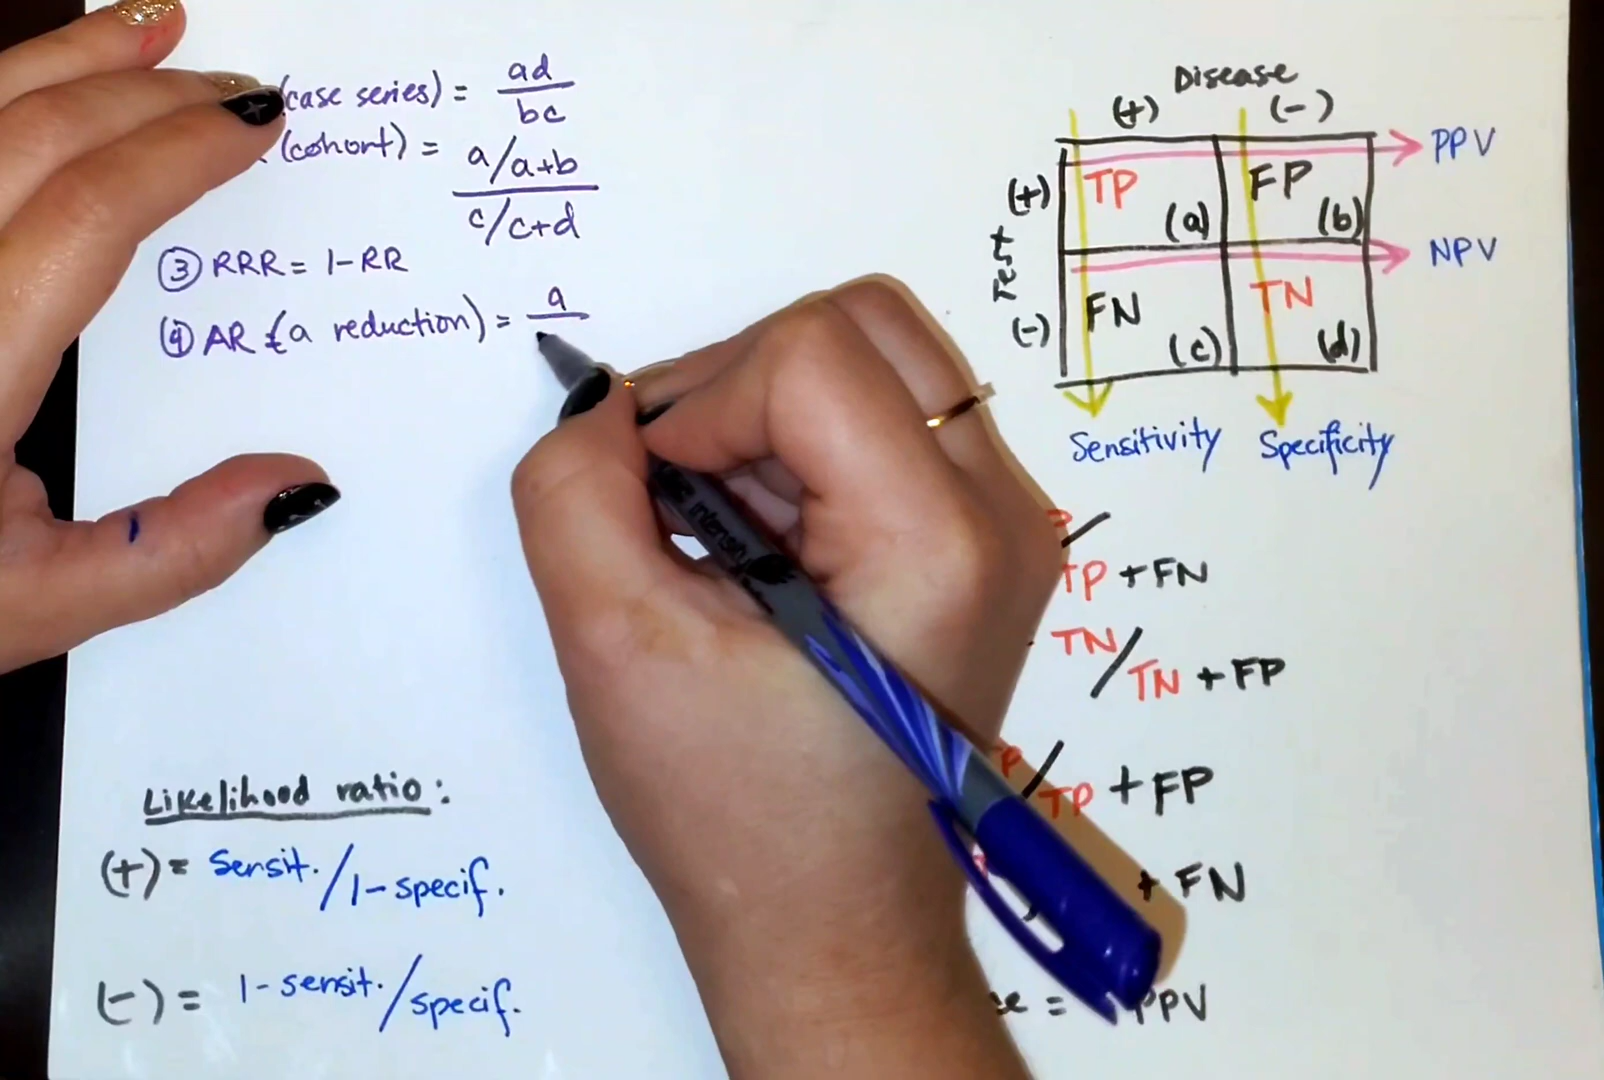 (case series) = ad
bc
(cohort) = a/a+b
c/c+d
③ RRR = 1-RR
④ AR (a reduction) = a
Likelihood ratio:
(+) = Sensit./1-specif.
(-) = 1-sensit./specif.
Disease
(+) (-)
Test
(+) TP (a) FP (b) PPV
(-) FN (c) TN (d) NPV
Sensitivity Specificity
/TP + FN
TN/TN + FP
/TP + FP
+ FN
= PPV
intensity